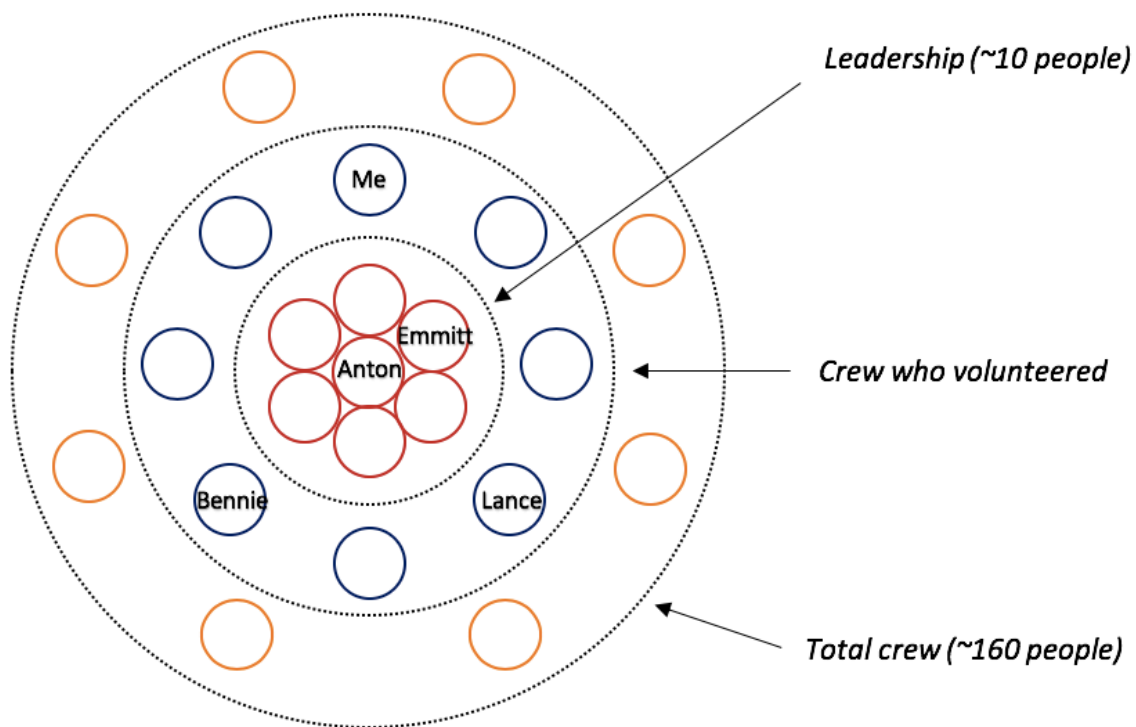 Leadership (~10 people)
Me
Emmitt
Anton
Crew who volunteered
Bennie
Lance
Total crew (~160 people)